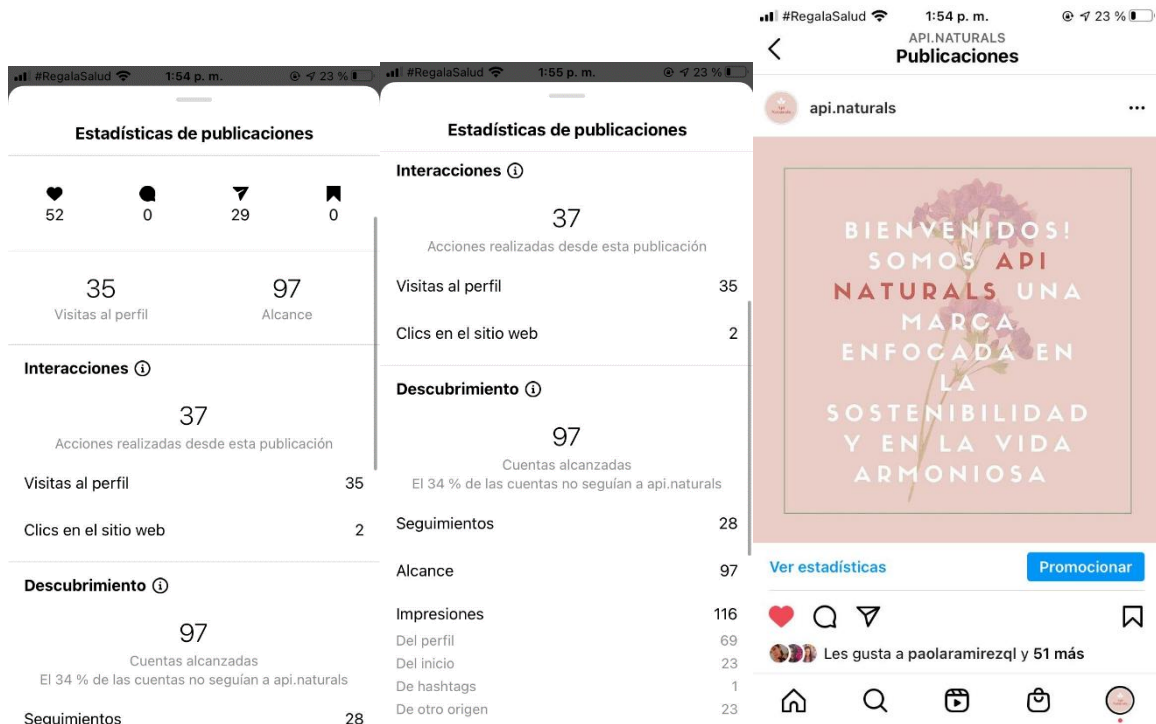 #RegalaSalud 1:54 p. m. 23 %
Estadísticas de publicaciones
52 0 29 0
35 97
Visitas al perfil Alcance
Interacciones
37
Acciones realizadas desde esta publicación
Visitas al perfil 35
Clics en el sitio web 2
Descubrimiento
97
Cuentas alcanzadas
El 34 % de las cuentas no seguían a api.naturals
Seguimientos 28
#RegalaSalud 1:55 p. m. 23 %
Estadísticas de publicaciones
Interacciones
37
Acciones realizadas desde esta publicación
Visitas al perfil 35
Clics en el sitio web 2
Descubrimiento
97
Cuentas alcanzadas
El 34 % de las cuentas no seguían a api.naturals
Seguimientos 28
Alcance 97
Impresiones 116
Del perfil 69
Del inicio 23
De hashtags 1
De otro origen 23
#RegalaSalud 1:54 p. m. 23 %
API.NATURALS
Publicaciones
api.naturals
BIENVENIDOS!
SOMOS API
NATURALS UNA
MARCA
ENFOCADA EN
LA
SOSTENIBILIDAD
Y EN LA VIDA
ARMONIOSA
Ver estadísticas Promocionar
Les gusta a paolaramirezql y 51 más